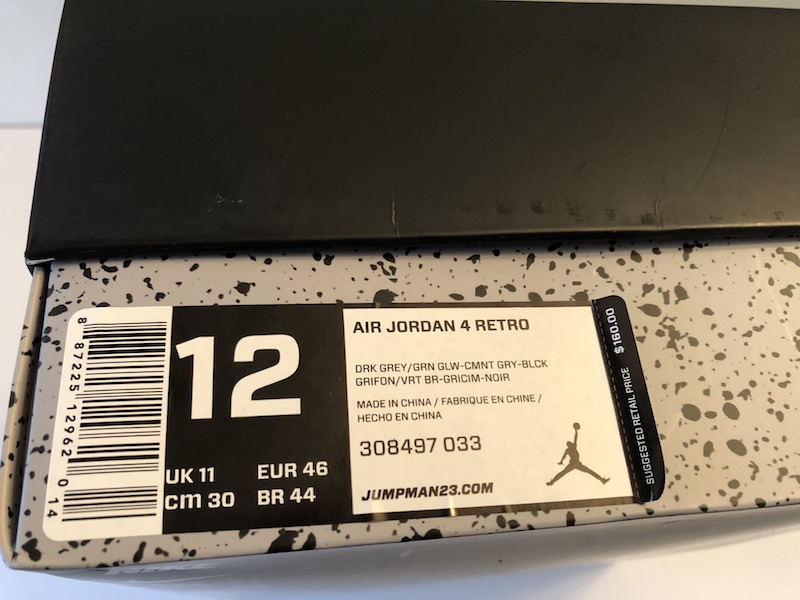 8 87225 12962 0 14
12
UK 11 EUR 46
cm 30 BR 44
AIR JORDAN 4 RETRO
DRK GREY/GRN GLW-CMNT GRY-BLCK
GRIFON/VRT BR-GRICIM-NOIR
MADE IN CHINA / FABRIQUE EN CHINE /
HECHO EN CHINA
308497 033
JUMPMAN23.COM
SUGGESTED RETAIL PRICE $160.00
NIKE